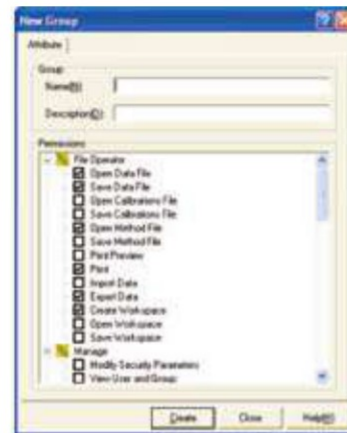 New Group
Attribute
Group
Name(N):
Description(D):
Permissions
File Operator
Open Data File
Save Data File
Open Calibrations File
Save Calibrations File
Open Method File
Save Method File
Print Preview
Print
Import Data
Export Data
Create Workspace
Open Workspace
Save Workspace
Manage
Modify Security Parameters
View User and Group
Create Close Help(H)